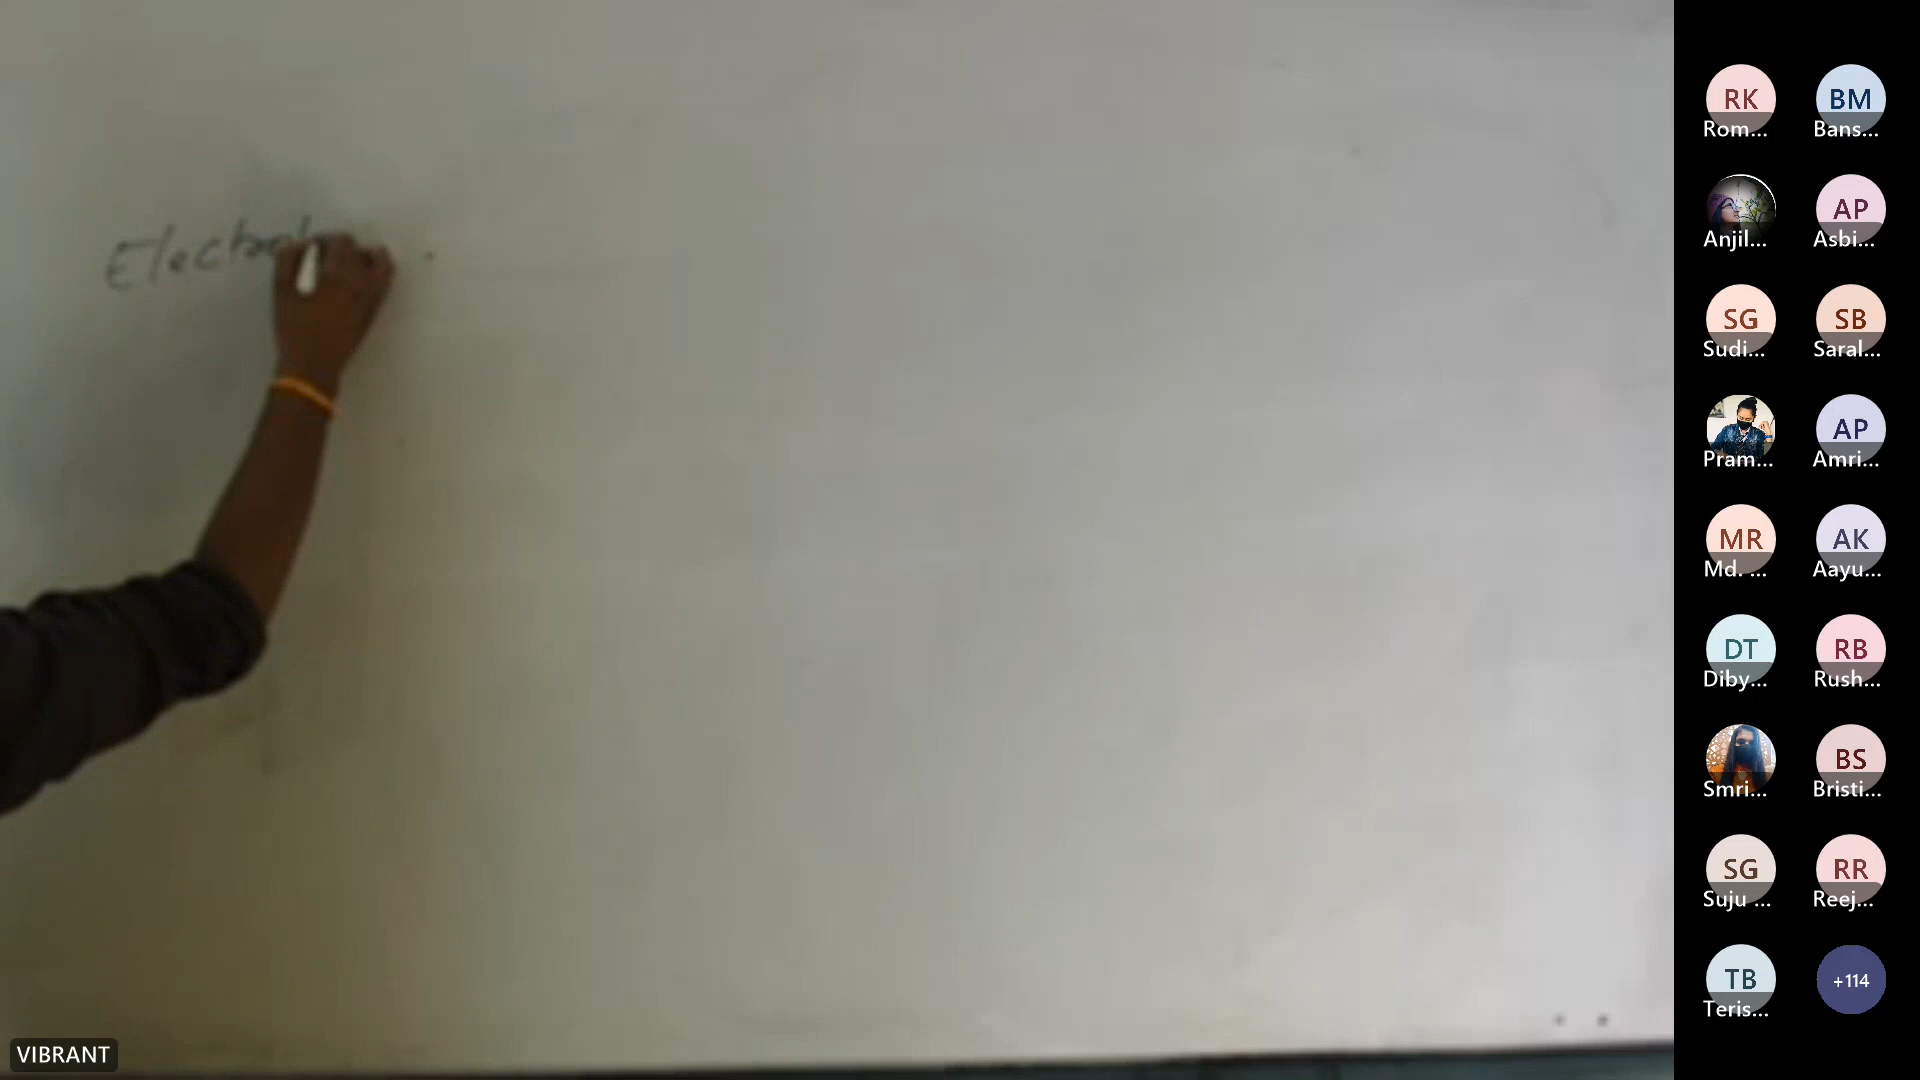 RK
BM
Rom...
Bans...
AP
Anjil...
Asbi...
SG
SB
Sudi...
Saral...
AP
Pram...
Amri...
MR
AK
Md. ...
Aayu...
DT
RB
Diby...
Rush...
BS
Smri...
Bristi...
SG
RR
Suju ...
Reej...
TB
+114
Teris...
VIBRANT